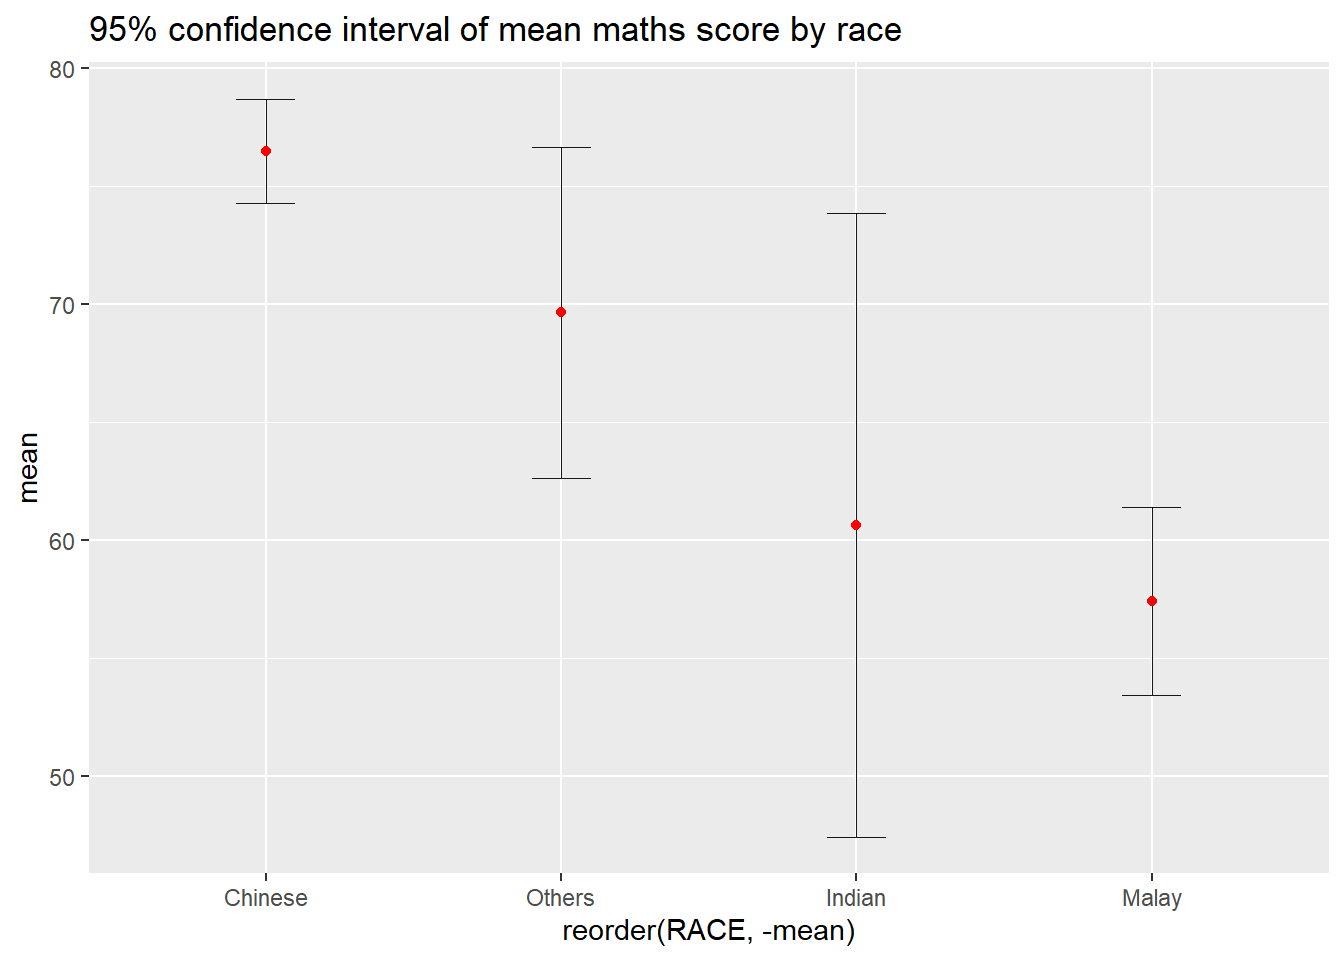 95% confidence interval of mean maths score by race
80
70
60
50
mean
Chinese Others Indian Malay
reorder(RACE, -mean)